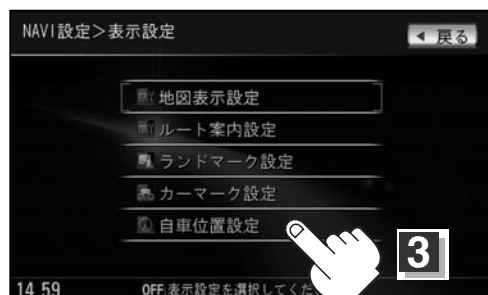 NAVI設定＞表示設定
◀ 戻る
地図表示設定
ルート案内設定
ランドマーク設定
カーマーク設定
自車位置設定
3
14 59
OFF 表示設定を選択してくだ